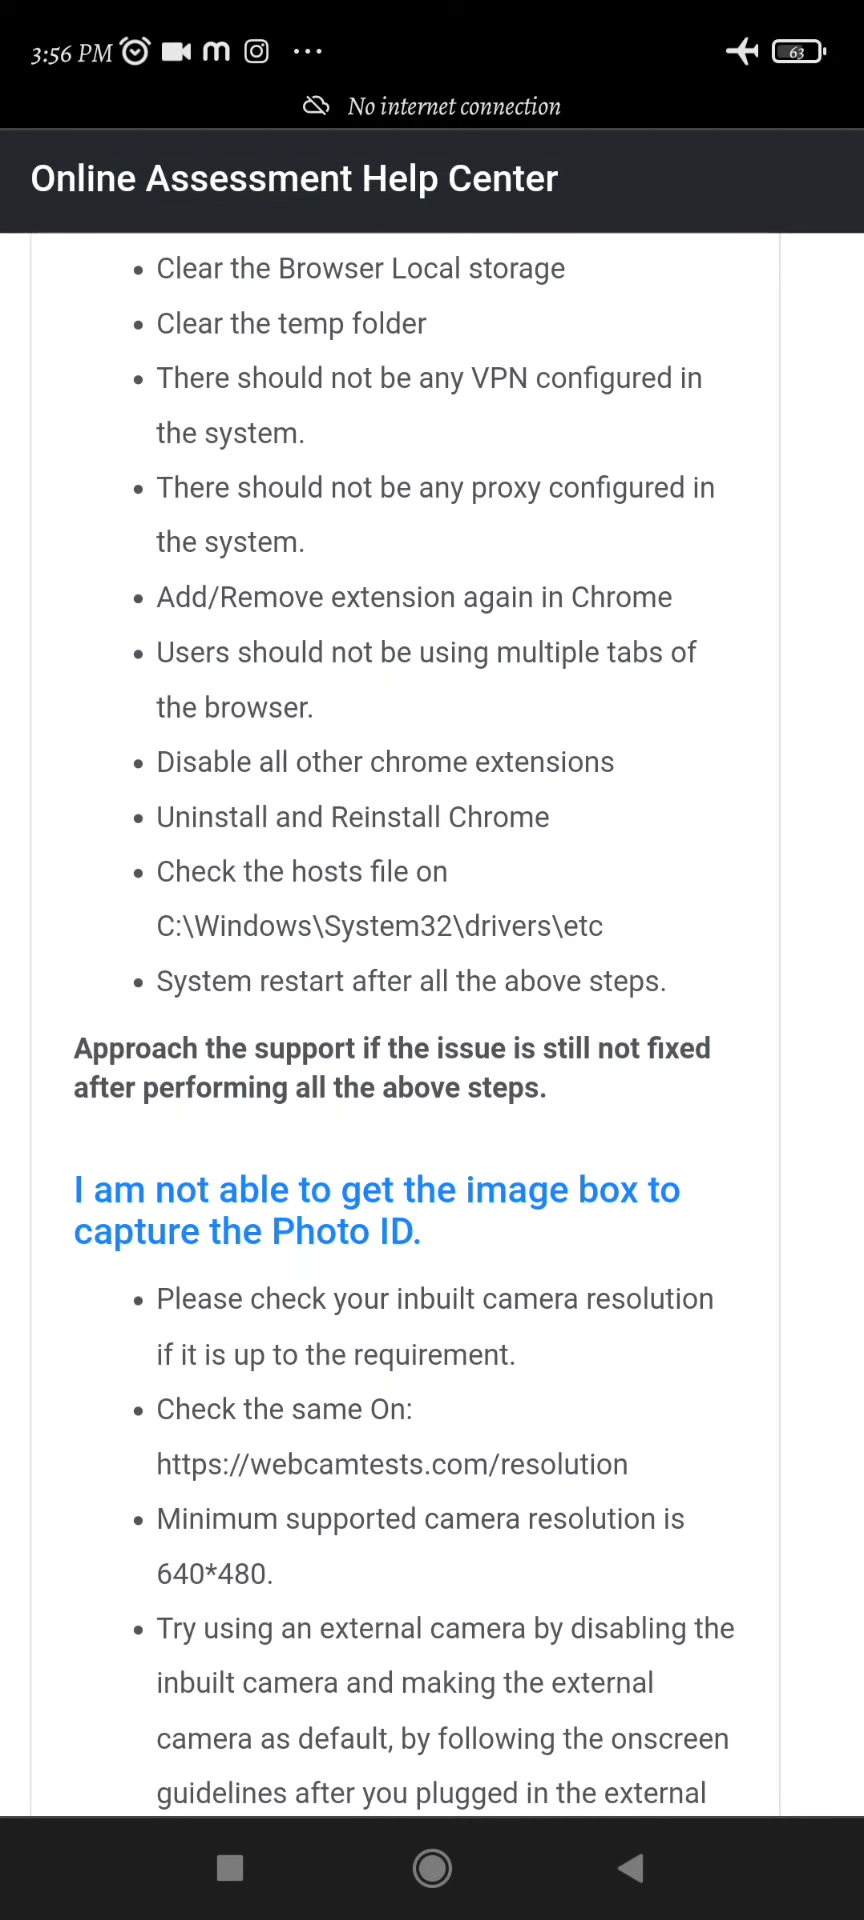 3:56 PM
63
No internet connection
Online Assessment Help Center
Clear the Browser Local storage
Clear the temp folder
There should not be any VPN configured in
the system.
There should not be any proxy configured in
the system.
Add/Remove extension again in Chrome
Users should not be using multiple tabs of
the browser.
Disable all other chrome extensions
Uninstall and Reinstall Chrome
Check the hosts file on
C:\Windows\System32\drivers\etc
System restart after all the above steps.
Approach the support if the issue is still not fixed
after performing all the above steps.
I am not able to get the image box to
capture the Photo ID.
Please check your inbuilt camera resolution
if it is up to the requirement.
Check the same On:
https://webcamtests.com/resolution
Minimum supported camera resolution is
640*480.
Try using an external camera by disabling the
inbuilt camera and making the external
camera as default, by following the onscreen
guidelines after you plugged in the external